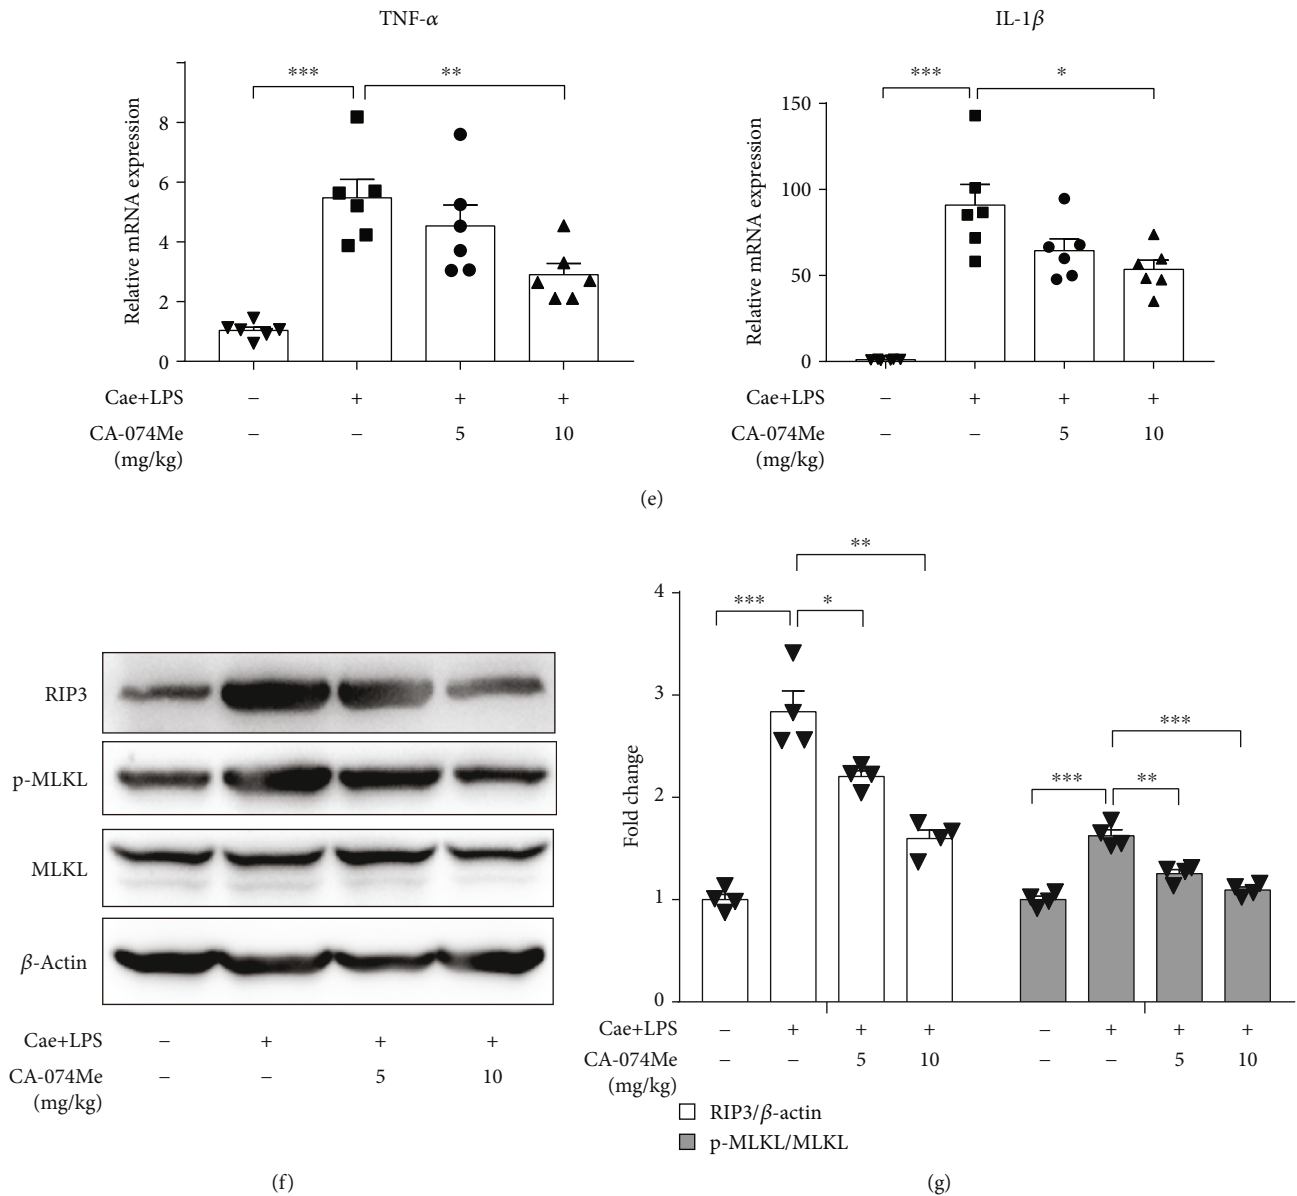 TNF-α
*** **
Relative mRNA expression
8
6
4
2
0
Cae+LPS − + + +
CA-074Me − − 5 10
(mg/kg)
IL-1β
*** *
Relative mRNA expression
150
100
50
0
Cae+LPS − + + +
CA-074Me − − 5 10
(mg/kg)
(e)
RIP3
p-MLKL
MLKL
β-Actin
Cae+LPS − + + +
CA-074Me − − 5 10
(mg/kg)
(f)
**
*** *
***
*** **
Fold change
4
3
2
1
0
Cae+LPS − + + + − + + +
CA-074Me − − 5 10 − − 5 10
(mg/kg)
RIP3/β-actin
p-MLKL/MLKL
(g)